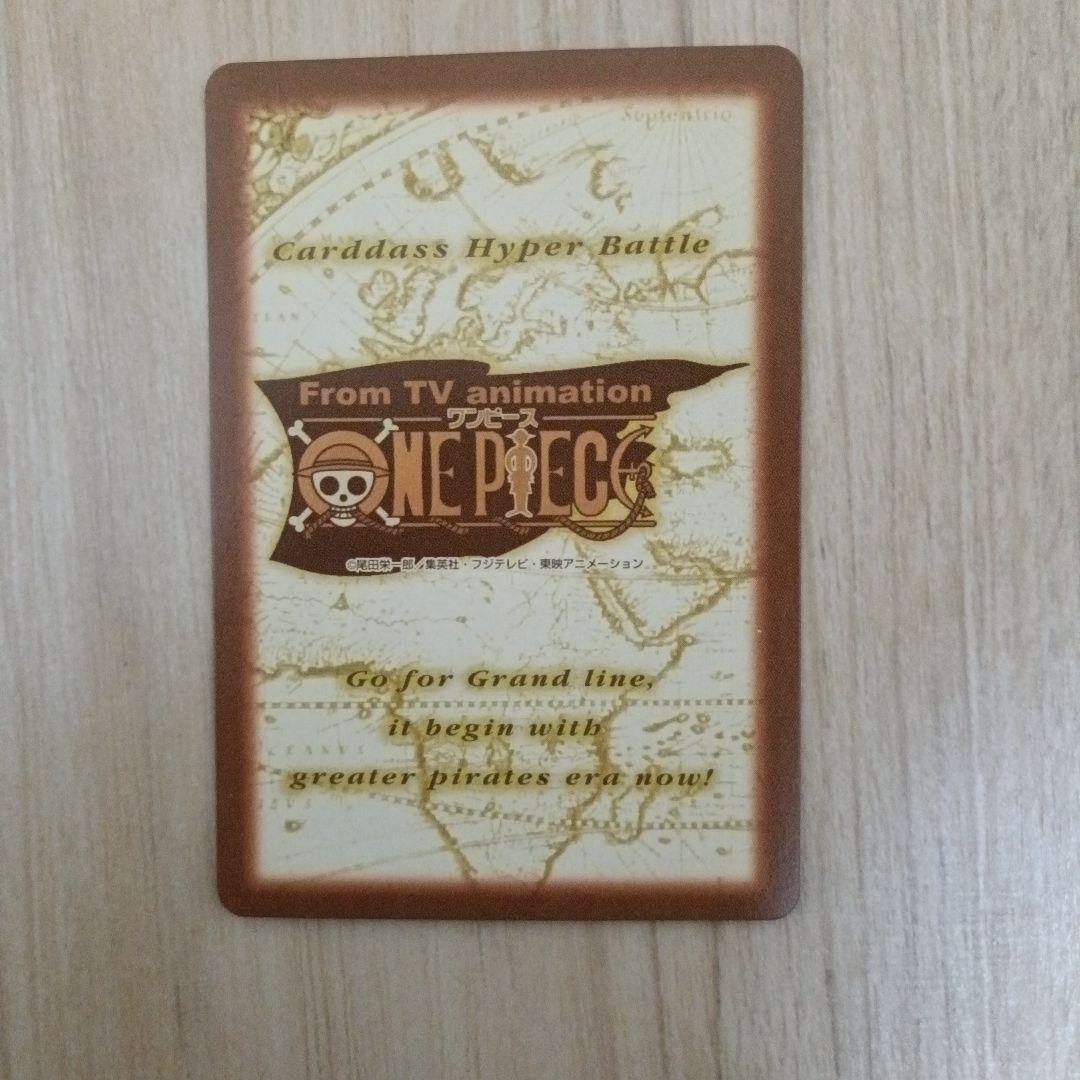 Septentrio
Carddass Hyper Battle
From TV animation
ワンピース
ONE PIECE
©尾田栄一郎／集英社・フジテレビ・東映アニメーション
Go for Grand line,
it begin with
greater pirates era now!